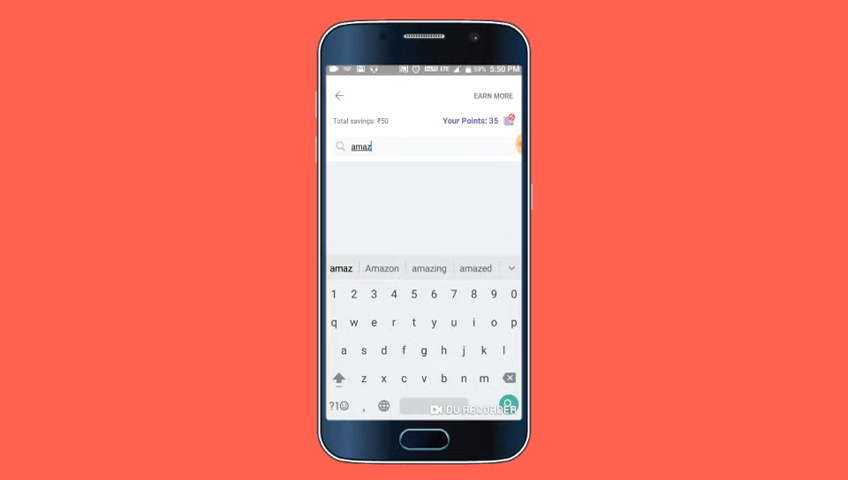 59% 5:50 PM
EARN MORE
Total savings: ₹50 Your Points: 35
amaz
amaz Amazon amazing amazed
1 2 3 4 5 6 7 8 9 0
q w e r t y u i o p
a s d f g h j k l
z x c v b n m
?1☺ ,
DU RECORDER